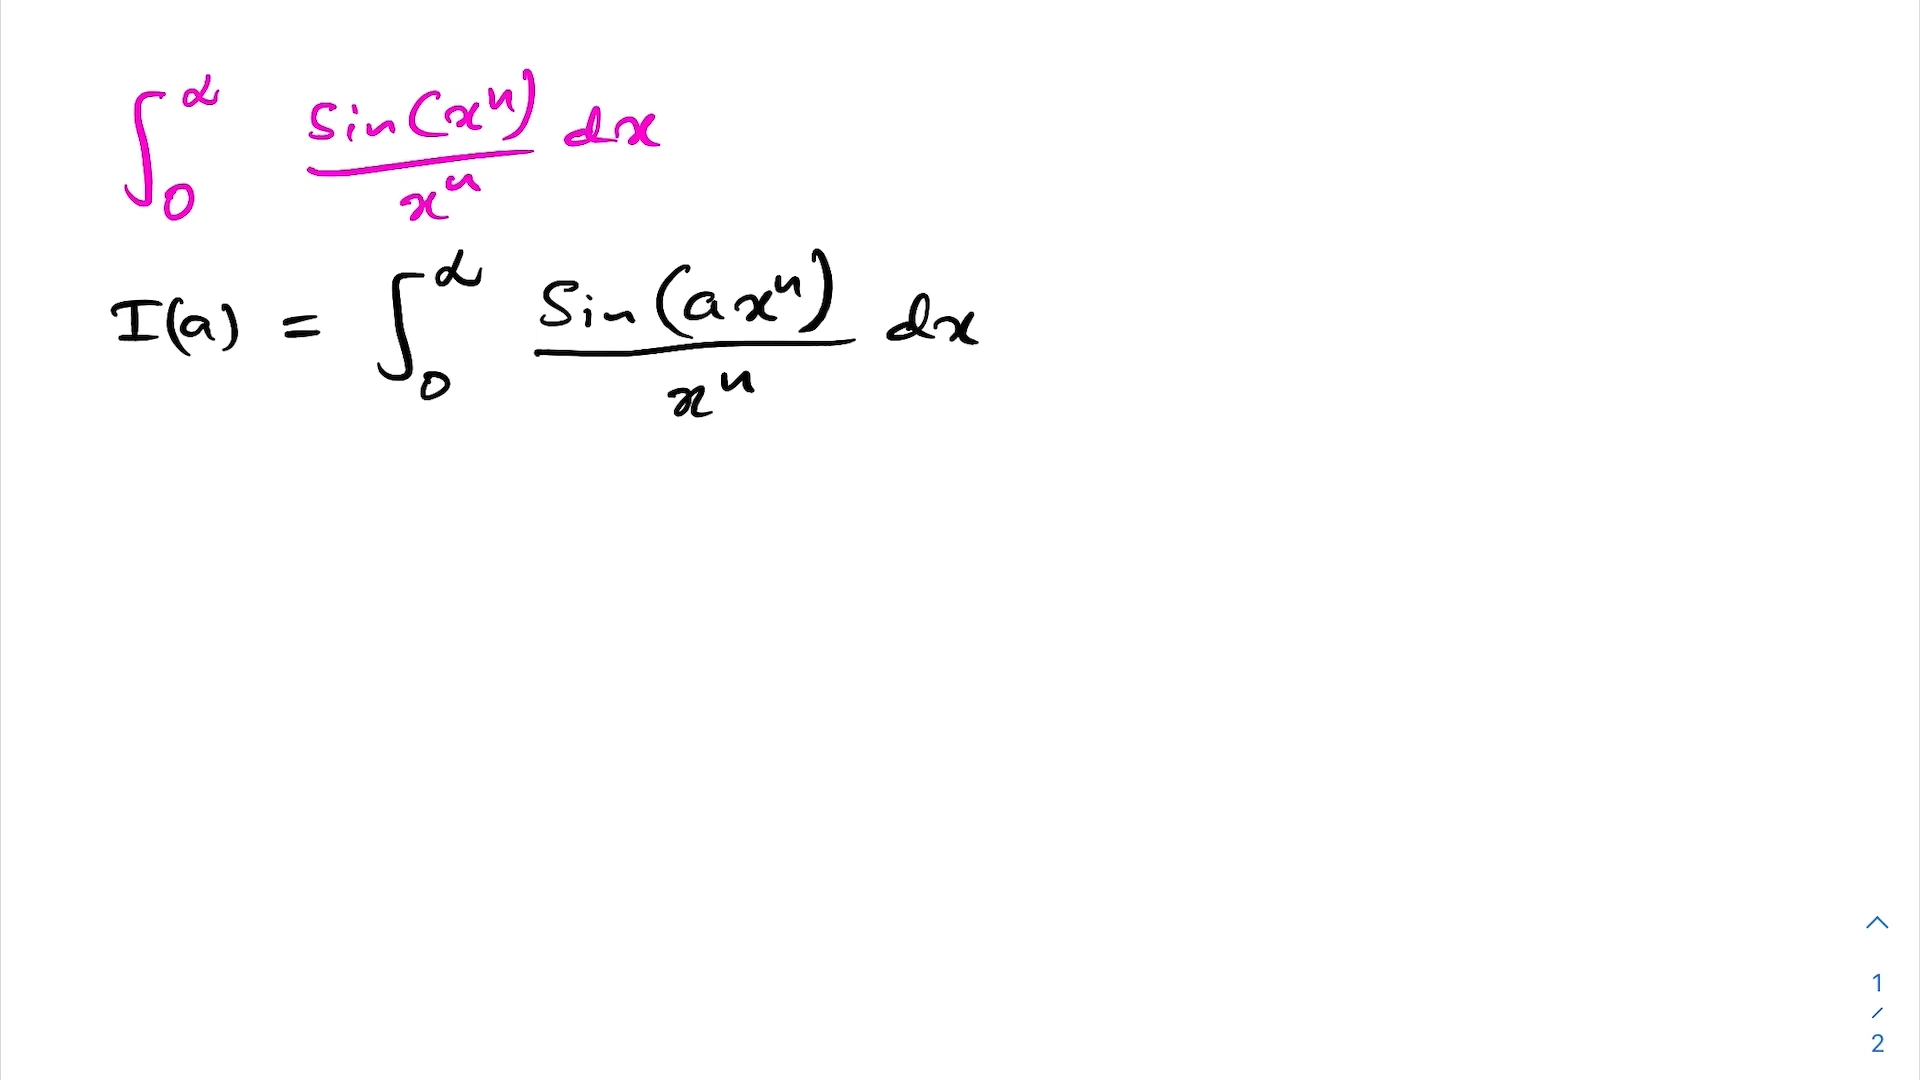 ∫₀^α sin(xⁿ)/xⁿ dx
I(a) = ∫₀^α sin(axⁿ)/xⁿ dx
1
/
2